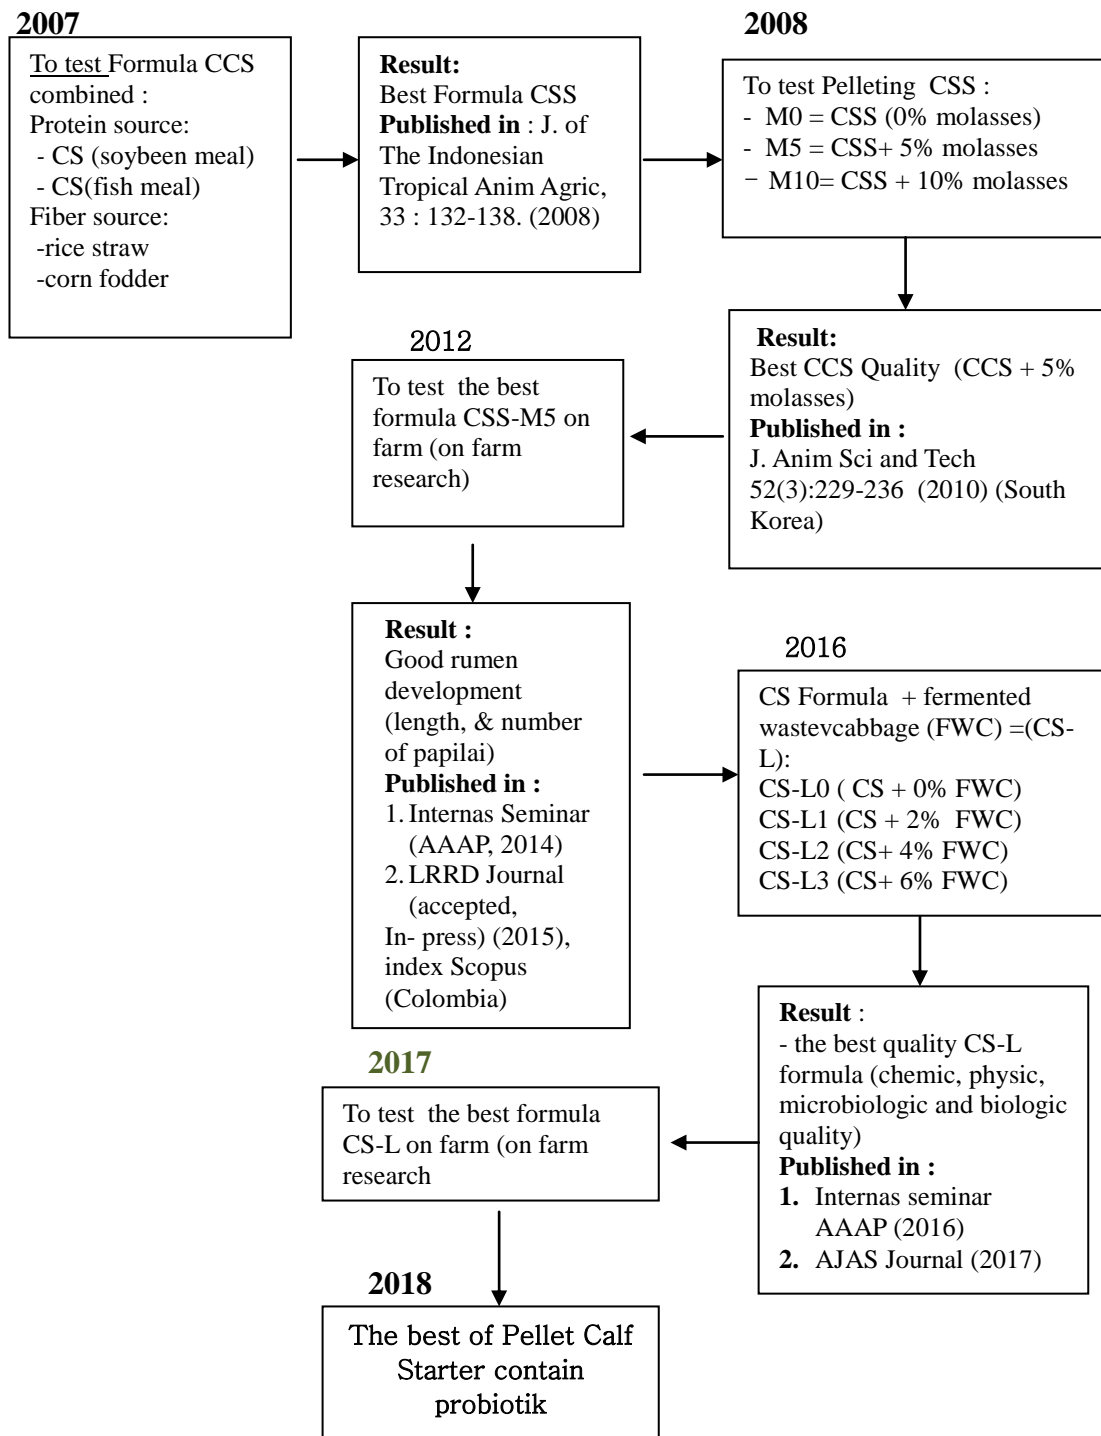 2007
To test Formula CCS
combined :
Protein source:
- CS (soybeen meal)
- CS(fish meal)
Fiber source:
-rice straw
-corn fodder
Result:
Best Formula CSS
Published in : J. of
The Indonesian
Tropical Anim Agric,
33 : 132-138. (2008)
2008
To test Pelleting CSS :
- M0 = CSS (0% molasses)
- M5 = CSS+ 5% molasses
- M10= CSS + 10% molasses
Result:
Best CCS Quality (CCS + 5%
molasses)
Published in :
J. Anim Sci and Tech
52(3):229-236 (2010) (South
Korea)
2012
To test the best
formula CSS-M5 on
farm (on farm
research)
Result :
Good rumen
development
(length, & number
of papilai)
Published in :
1. Internas Seminar
(AAAP, 2014)
2. LRRD Journal
(accepted,
In- press) (2015),
index Scopus
(Colombia)
2016
CS Formula + fermented
wastevcabbage (FWC) =(CS-
L):
CS-L0 ( CS + 0% FWC)
CS-L1 (CS + 2% FWC)
CS-L2 (CS+ 4% FWC)
CS-L3 (CS+ 6% FWC)
Result :
- the best quality CS-L
formula (chemic, physic,
microbiologic and biologic
quality)
Published in :
1. Internas seminar
AAAP (2016)
2. AJAS Journal (2017)
2017
To test the best formula
CS-L on farm (on farm
research
2018
The best of Pellet Calf
Starter contain
probiotik